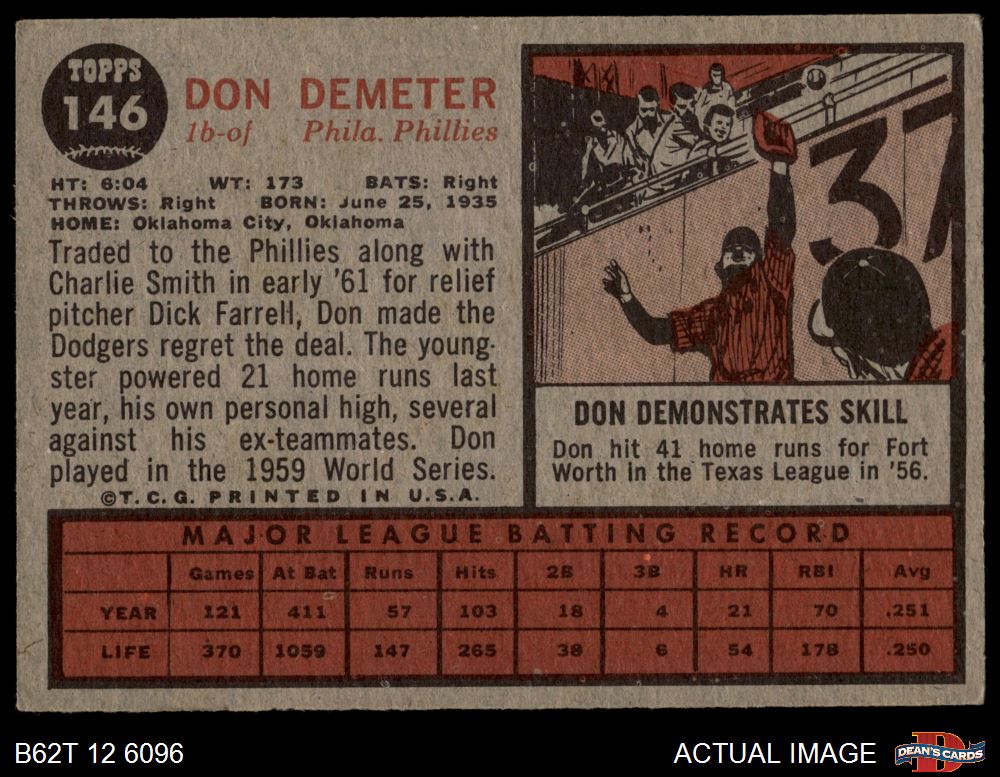 TOPPS
146
DON DEMETER
1b-of Phila. Phillies
HT: 6:04 WT: 173 BATS: Right
THROWS: Right BORN: June 25, 1935
HOME: Oklahoma City, Oklahoma
Traded to the Phillies along with
Charlie Smith in early '61 for relief
pitcher Dick Farrell, Don made the
Dodgers regret the deal. The young-
ster powered 21 home runs last
year, his own personal high, several
against his ex-teammates. Don
played in the 1959 World Series.
©T.C.G. PRINTED IN U.S.A.
37
DON DEMONSTRATES SKILL
Don hit 41 home runs for Fort
Worth in the Texas League in '56.
MAJOR LEAGUE BATTING RECORD
Games At Bat Runs Hits 2B 3B HR RBI Avg
YEAR 121 411 57 103 18 4 21 70 .251
LIFE 370 1059 147 265 38 6 54 178 .250
B62T 12 6096
ACTUAL IMAGE
D
DEAN'S CARDS